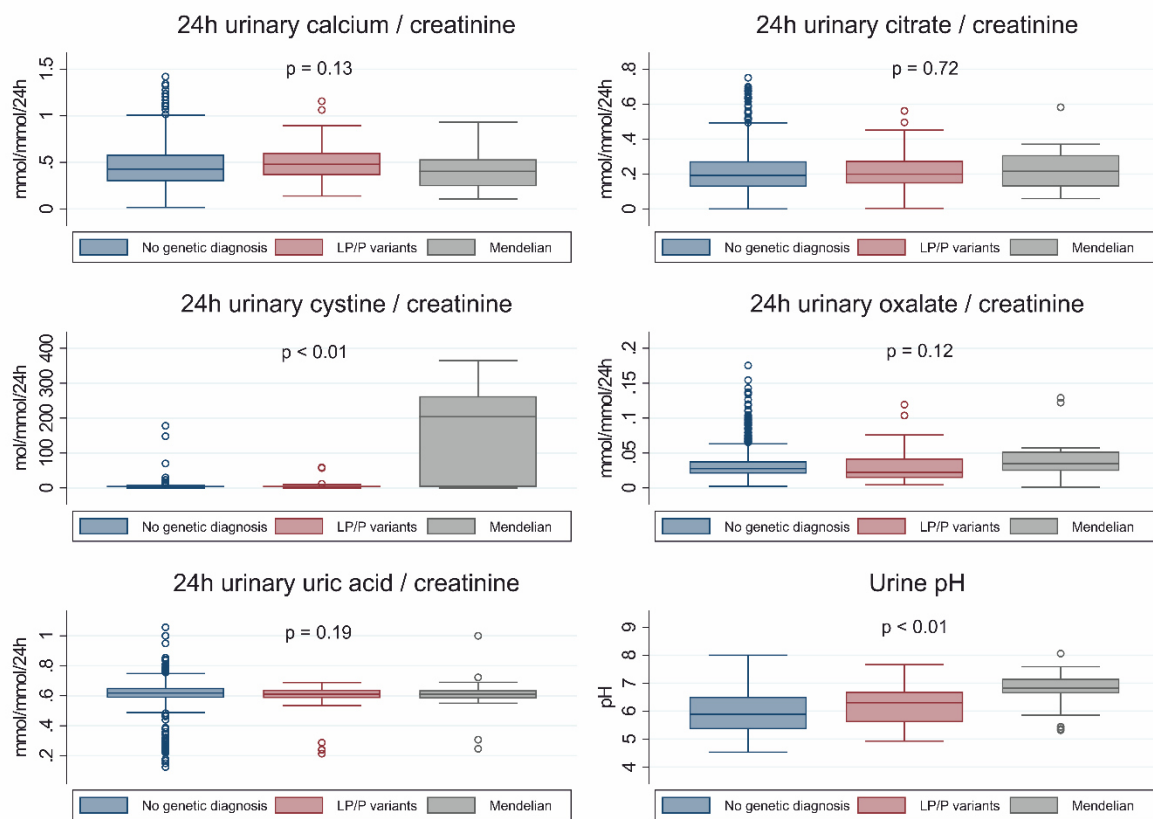 24h urinary calcium / creatinine
p = 0.13
mmol/mmol/24h
1.5
1
.5
0
No genetic diagnosis LP/P variants Mendelian
24h urinary citrate / creatinine
p = 0.72
mmol/mmol/24h
.8
.6
.4
.2
0
No genetic diagnosis LP/P variants Mendelian
24h urinary cystine / creatinine
p < 0.01
mol/mmol/24h
400
300
200
100
0
No genetic diagnosis LP/P variants Mendelian
24h urinary oxalate / creatinine
p = 0.12
mmol/mmol/24h
.2
.15
.1
.05
0
No genetic diagnosis LP/P variants Mendelian
24h urinary uric acid / creatinine
p = 0.19
mmol/mmol/24h
1
.8
.6
.4
.2
No genetic diagnosis LP/P variants Mendelian
Urine pH
p < 0.01
pH
9
8
7
6
5
4
No genetic diagnosis LP/P variants Mendelian